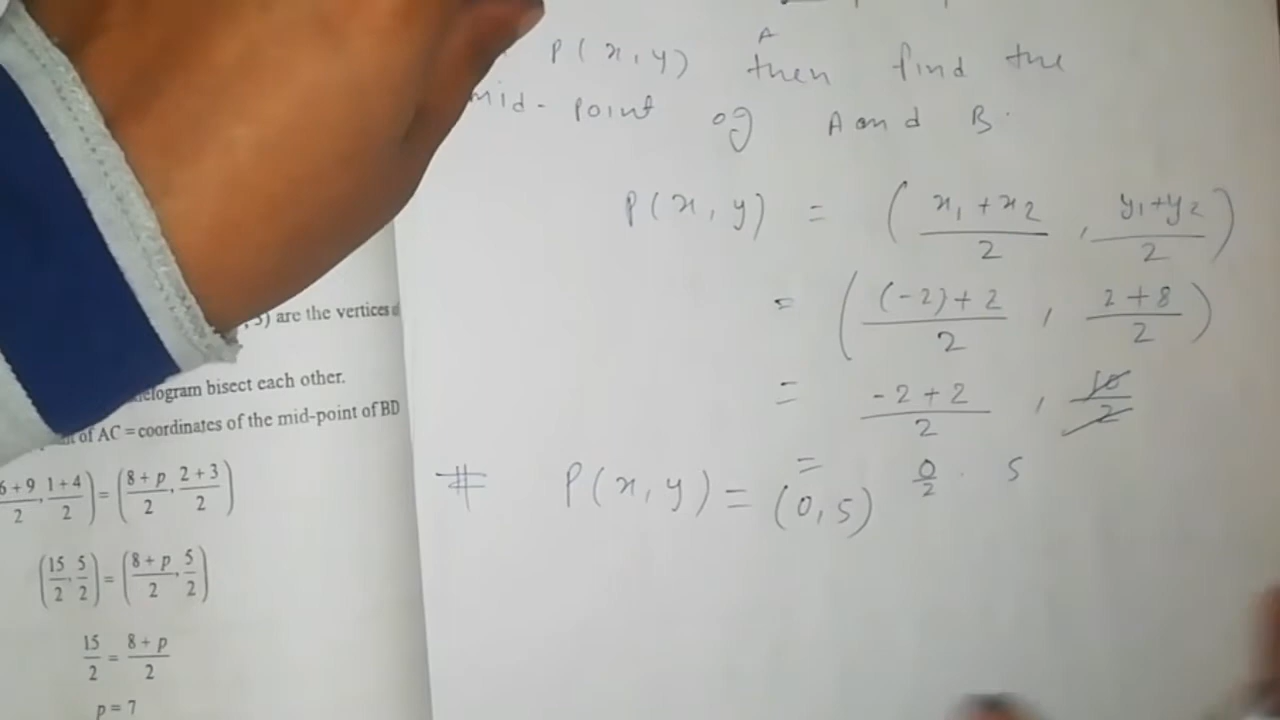 P(x, y) then find the
mid-point of A and B.
P(x, y) = ( x₁ + x₂ / 2 , y₁ + y₂ / 2 )
= ( (-2) + 2 / 2 , 2 + 8 / 2 )
= -2 + 2 / 2 , 10 / 2
= 0 / 2 . 5
# P(x, y) = (0, 5)
, 3) are the vertices
bisect each other.
of AC = coordinates of the mid-point of BD
( 6 + 9 / 2 , 1 + 4 / 2 ) = ( 8 + p / 2 , 2 + 3 / 2 )
( 15 / 2 , 5 / 2 ) = ( 8 + p / 2 , 5 / 2 )
15 / 2 = 8 + p / 2
p = 7